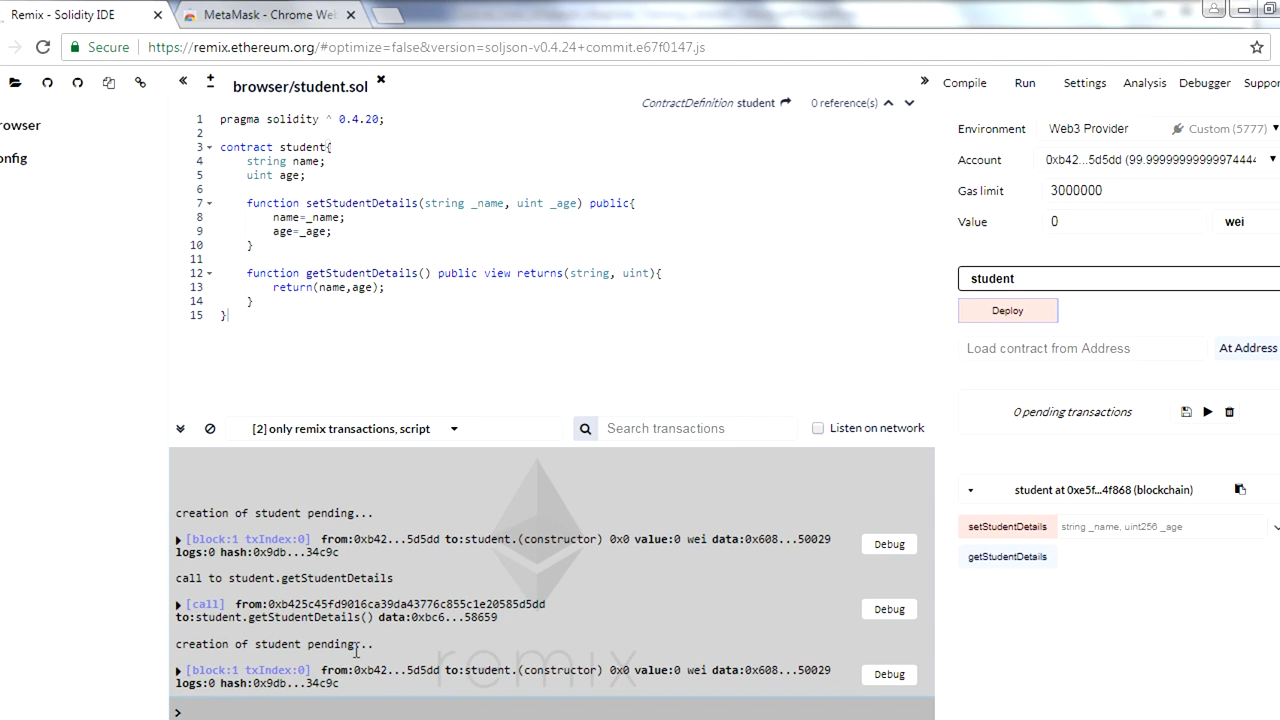 Remix - Solidity IDE
MetaMask - Chrome Web
Secure
https://remix.ethereum.org/#optimize=false&version=soljson-v0.4.24+commit.e67f0147.js
browser/student.sol
Compile Run Settings Analysis Debugger Suppor
ContractDefinition student 0 reference(s)
rowser
onfig
1 pragma solidity ^ 0.4.20;
2
3 contract student{
4 string name;
5 uint age;
6
7 function setStudentDetails(string _name, uint _age) public{
8 name=_name;
9 age=_age;
10 }
11
12 function getStudentDetails() public view returns(string, uint){
13 return(name,age);
14 }
15 }
Environment Web3 Provider Custom (5777)
Account 0xb42...5d5dd (99.99999999999974444
Gas limit 3000000
Value 0 wei
student
Deploy
Load contract from Address At Address
0 pending transactions
student at 0xe5f...4f868 (blockchain)
setStudentDetails string _name, uint256 _age
getStudentDetails
[2] only remix transactions, script
Search transactions
Listen on network
creation of student pending...
[block:1 txIndex:0] from:0xb42...5d5dd to:student.(constructor) 0x0 value:0 wei data:0x608...50029
logs:0 hash:0x9db...34c9c
Debug
call to student.getStudentDetails
[call] from:0xb425c45fd9016ca39da43776c855c1e20585d5dd
to:student.getStudentDetails() data:0xbc6...58659
Debug
creation of student pending...
[block:1 txIndex:0] from:0xb42...5d5dd to:student.(constructor) 0x0 value:0 wei data:0x608...50029
logs:0 hash:0x9db...34c9c
Debug
remix
>